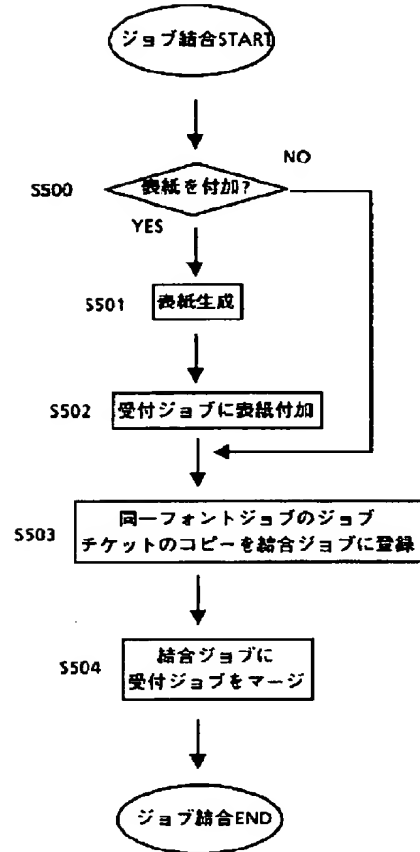 ジョブ結合START
NO
S500
表紙を付加?
YES
S501
表紙生成
S502
受付ジョブに表紙付加
S503
同一フォントジョブのジョブ
チケットのコピーを結合ジョブに登録
S504
結合ジョブに
受付ジョブをマージ
ジョブ結合END